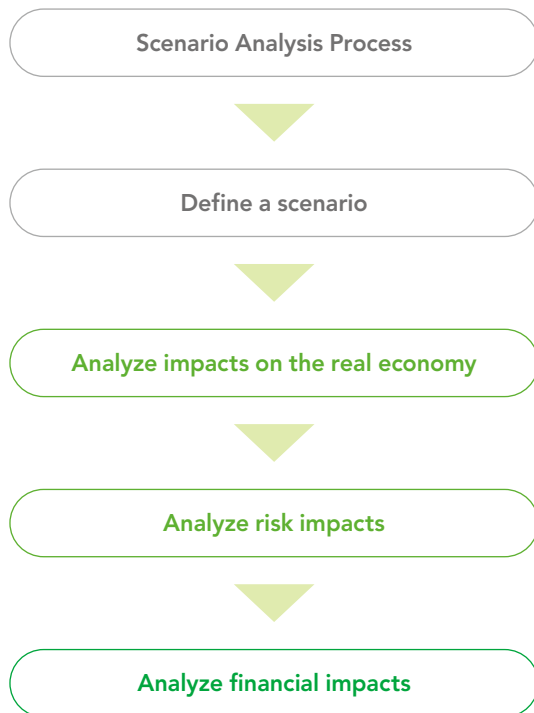 Scenario Analysis Process
Define a scenario
Analyze impacts on the real economy
Analyze risk impacts
Analyze financial impacts